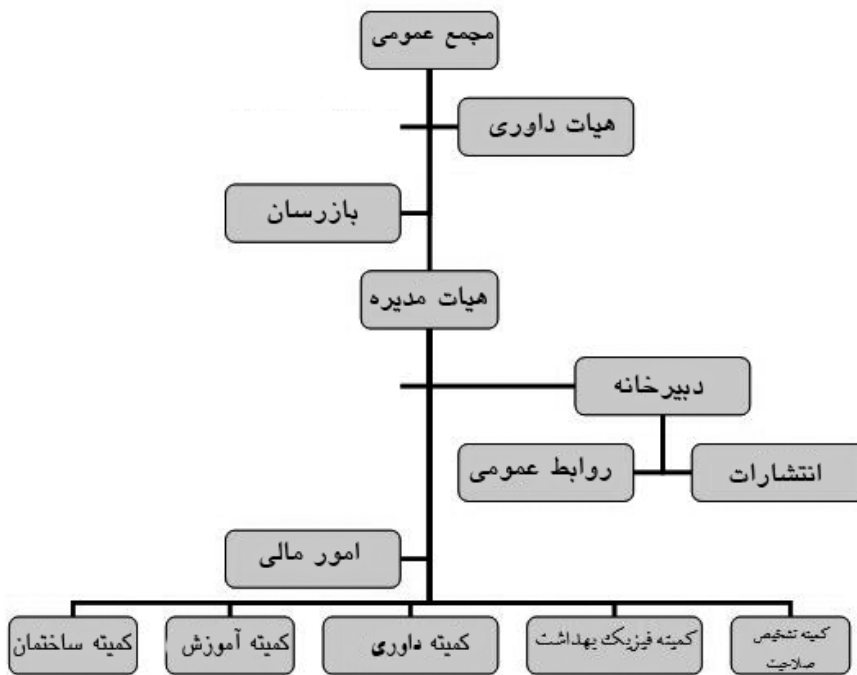 مجمع عمومی
هیات داوری
بازرسان
هیات مدیره
دبیرخانه
انتشارات
روابط عمومی
امور مالی
کمیته تشخیص
صلاحیت
کمیته فیزیک بهداشت
کمیته داوری
کمیته آموزش
کمیته ساختمان